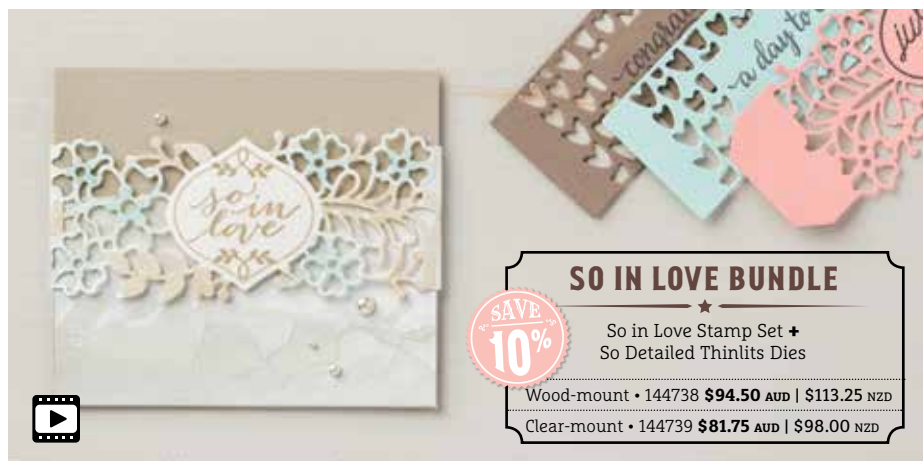 so in
love
congrat
a day to
SO IN LOVE BUNDLE
SAVE
10%
So in Love Stamp Set +
So Detailed Thinlits Dies
Wood-mount • 144738 $94.50 AUD | $113.25 NZD
Clear-mount • 144739 $81.75 AUD | $98.00 NZD